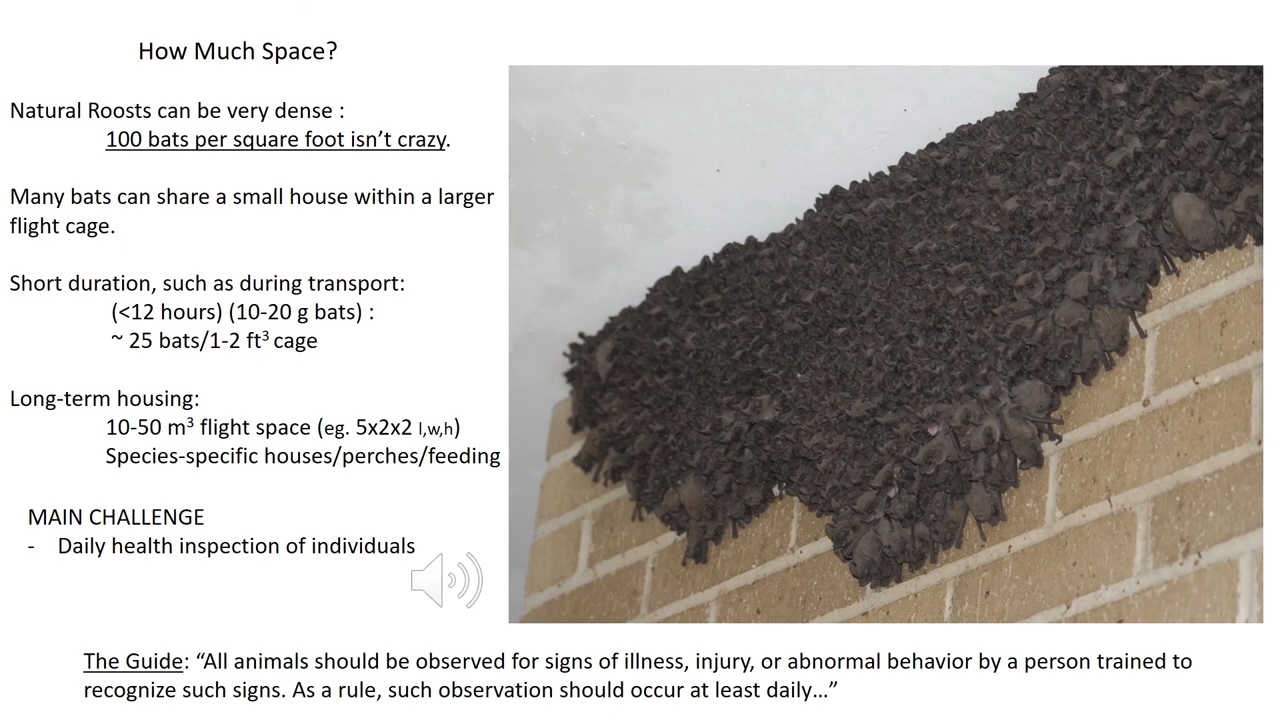 How Much Space?
Natural Roosts can be very dense :
100 bats per square foot isn’t crazy.
Many bats can share a small house within a larger
flight cage.
Short duration, such as during transport:
(<12 hours) (10-20 g bats) :
~ 25 bats/1-2 ft³ cage
Long-term housing:
10-50 m³ flight space (eg. 5x2x2 l,w,h)
Species-specific houses/perches/feeding
MAIN CHALLENGE
- Daily health inspection of individuals
The Guide: “All animals should be observed for signs of illness, injury, or abnormal behavior by a person trained to
recognize such signs. As a rule, such observation should occur at least daily…”